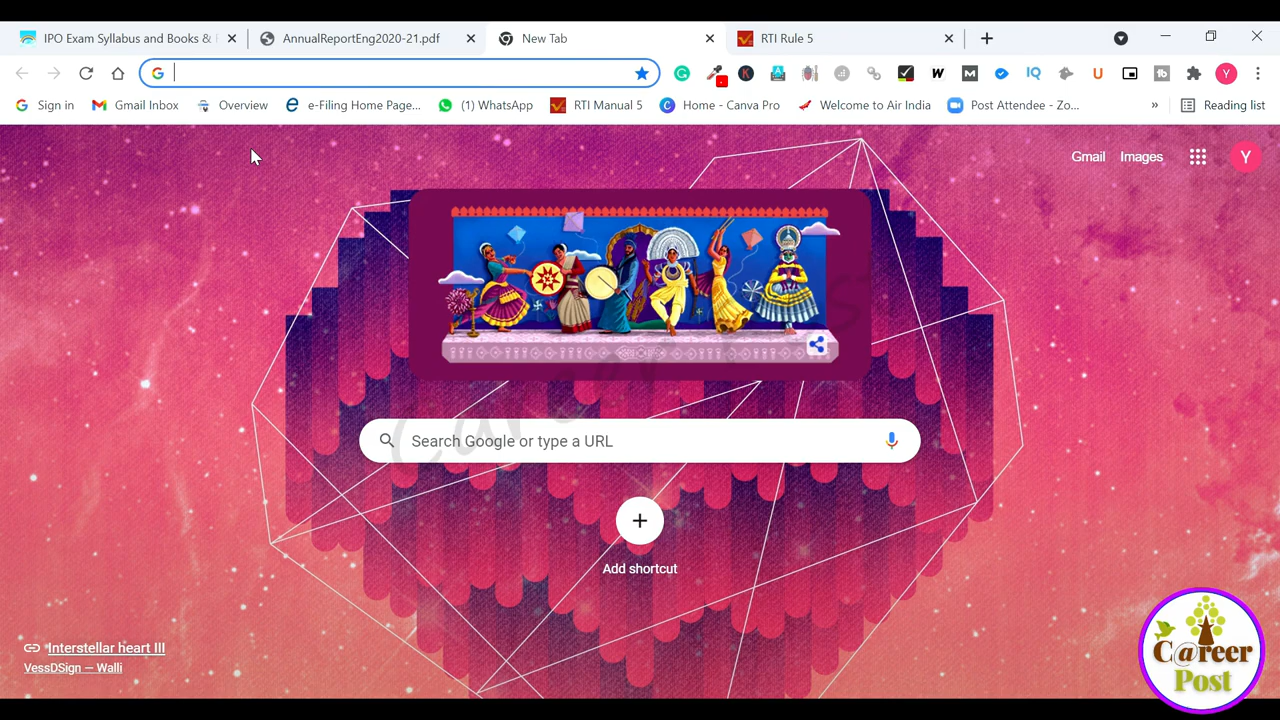 IPO Exam Syllabus and Books &
AnnualReportEng2020-21.pdf
New Tab
RTI Rule 5
Sign in
Gmail Inbox
Overview
e-Filing Home Page...
(1) WhatsApp
RTI Manual 5
Home - Canva Pro
Welcome to Air India
Post Attendee - Zo...
»
Reading list
Gmail
Images
Y
Search Google or type a URL
Add shortcut
Interstellar heart III
VessDSign — Walli
C@reer
Post